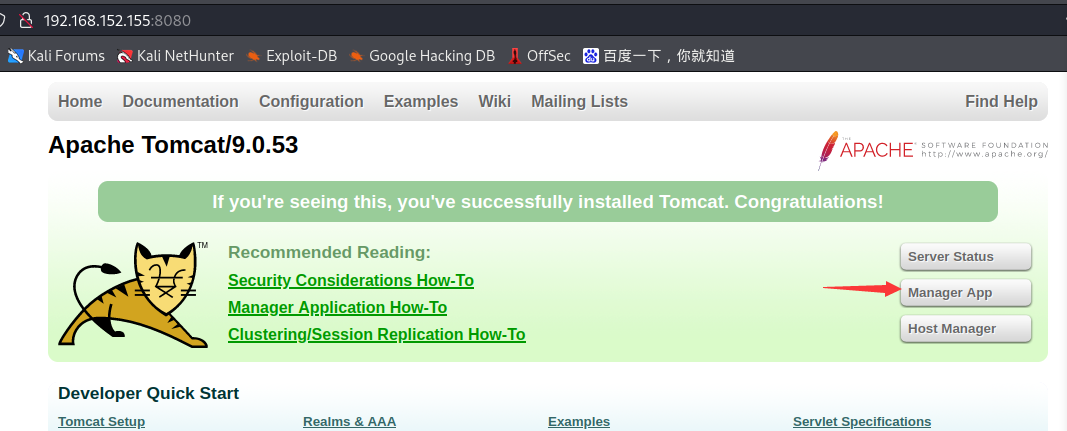 192.168.152.155:8080
Kali Forums Kali NetHunter Exploit-DB Google Hacking DB OffSec 百度一下，你就知道
Home Documentation Configuration Examples Wiki Mailing Lists Find Help
Apache Tomcat/9.0.53
THE
APACHE SOFTWARE FOUNDATION
http://www.apache.org/
If you're seeing this, you've successfully installed Tomcat. Congratulations!
TM
Recommended Reading:
Security Considerations How-To
Manager Application How-To
Clustering/Session Replication How-To
Server Status
Manager App
Host Manager
Developer Quick Start
Tomcat Setup Realms & AAA Examples Servlet Specifications